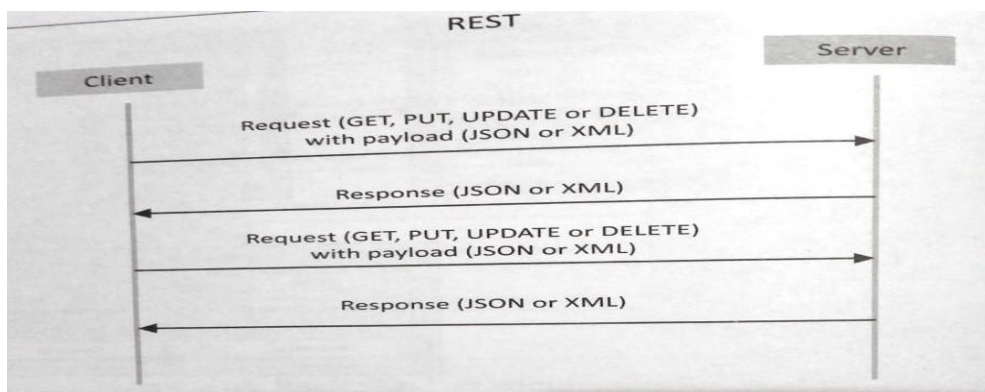 REST
Client
Server
Request (GET, PUT, UPDATE or DELETE)
with payload (JSON or XML)
Response (JSON or XML)
Request (GET, PUT, UPDATE or DELETE)
with payload (JSON or XML)
Response (JSON or XML)